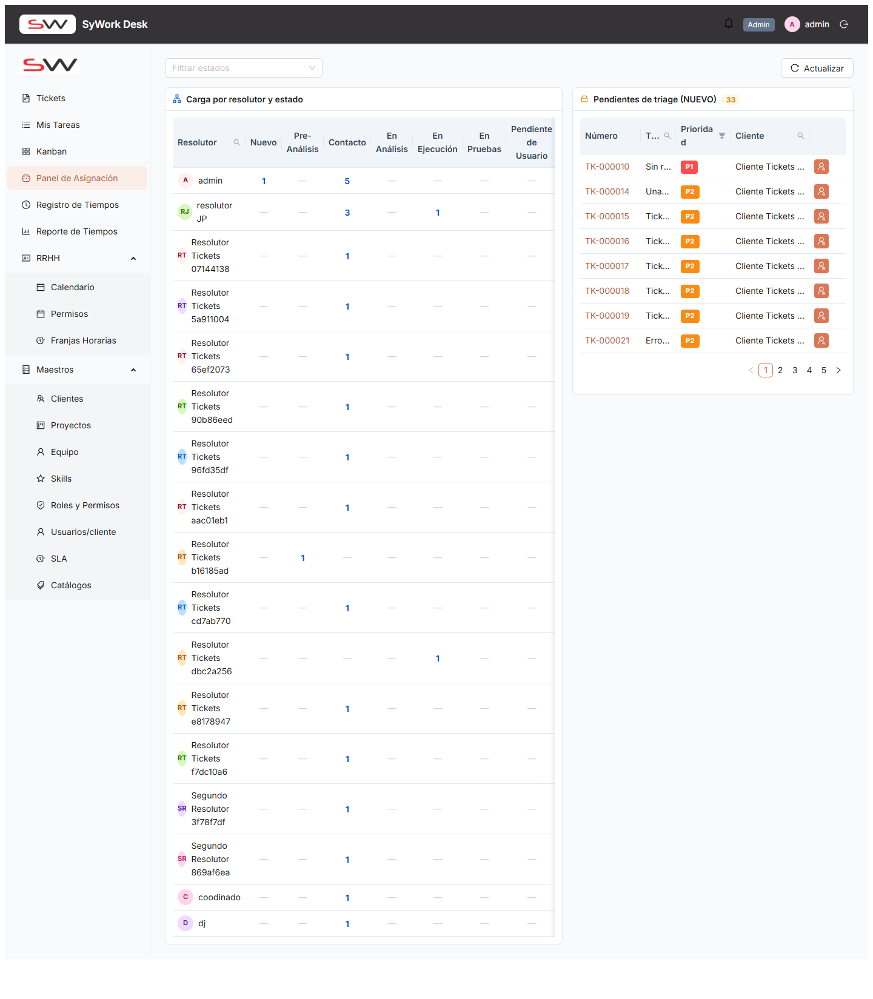 SW SyWork Desk
Admin A admin
SW
Tickets
Mis Tareas
Kanban
Panel de Asignación
Registro de Tiempos
Reporte de Tiempos
RRHH
Calendario
Permisos
Franjas Horarias
Maestros
Clientes
Proyectos
Equipo
Skills
Roles y Permisos
Usuarios/cliente
SLA
Catálogos
Filtrar estados
Actualizar
Carga por resolutor y estado
Resolutor Nuevo Pre-Análisis Contacto En Análisis En Ejecución En Pruebas Pendiente de Usuario
A admin 1 — 5 — — — —
RJ resolutor JP — — 3 — 1 — —
RT Resolutor Tickets 07144138 — — 1 — — — —
RT Resolutor Tickets 5a911004 — — 1 — — — —
RT Resolutor Tickets 65ef2073 — — 1 — — — —
RT Resolutor Tickets 90b86eed — — 1 — — — —
RT Resolutor Tickets 96fd35df — — 1 — — — —
RT Resolutor Tickets aac01eb1 — — 1 — — — —
RT Resolutor Tickets b16185ad — 1 — — — — —
RT Resolutor Tickets cd7ab770 — — 1 — — — —
RT Resolutor Tickets dbc2a256 — — — — 1 — —
RT Resolutor Tickets e8178947 — — 1 — — — —
RT Resolutor Tickets f7dc10a6 — — 1 — — — —
SR Segundo Resolutor 3f78f7df — — 1 — — — —
SR Segundo Resolutor 869af6ea — — 1 — — — —
C coodinado — — 1 — — — —
D dj — — 1 — — — —
Pendientes de triage (NUEVO) 33
Número T... Prioridad Cliente
TK-000010 Sin r... P1 Cliente Tickets ...
TK-000014 Una... P2 Cliente Tickets ...
TK-000015 Tick... P2 Cliente Tickets ...
TK-000016 Tick... P2 Cliente Tickets ...
TK-000017 Tick... P2 Cliente Tickets ...
TK-000018 Tick... P2 Cliente Tickets ...
TK-000019 Tick... P2 Cliente Tickets ...
TK-000021 Erro... P2 Cliente Tickets ...
< 1 2 3 4 5 >